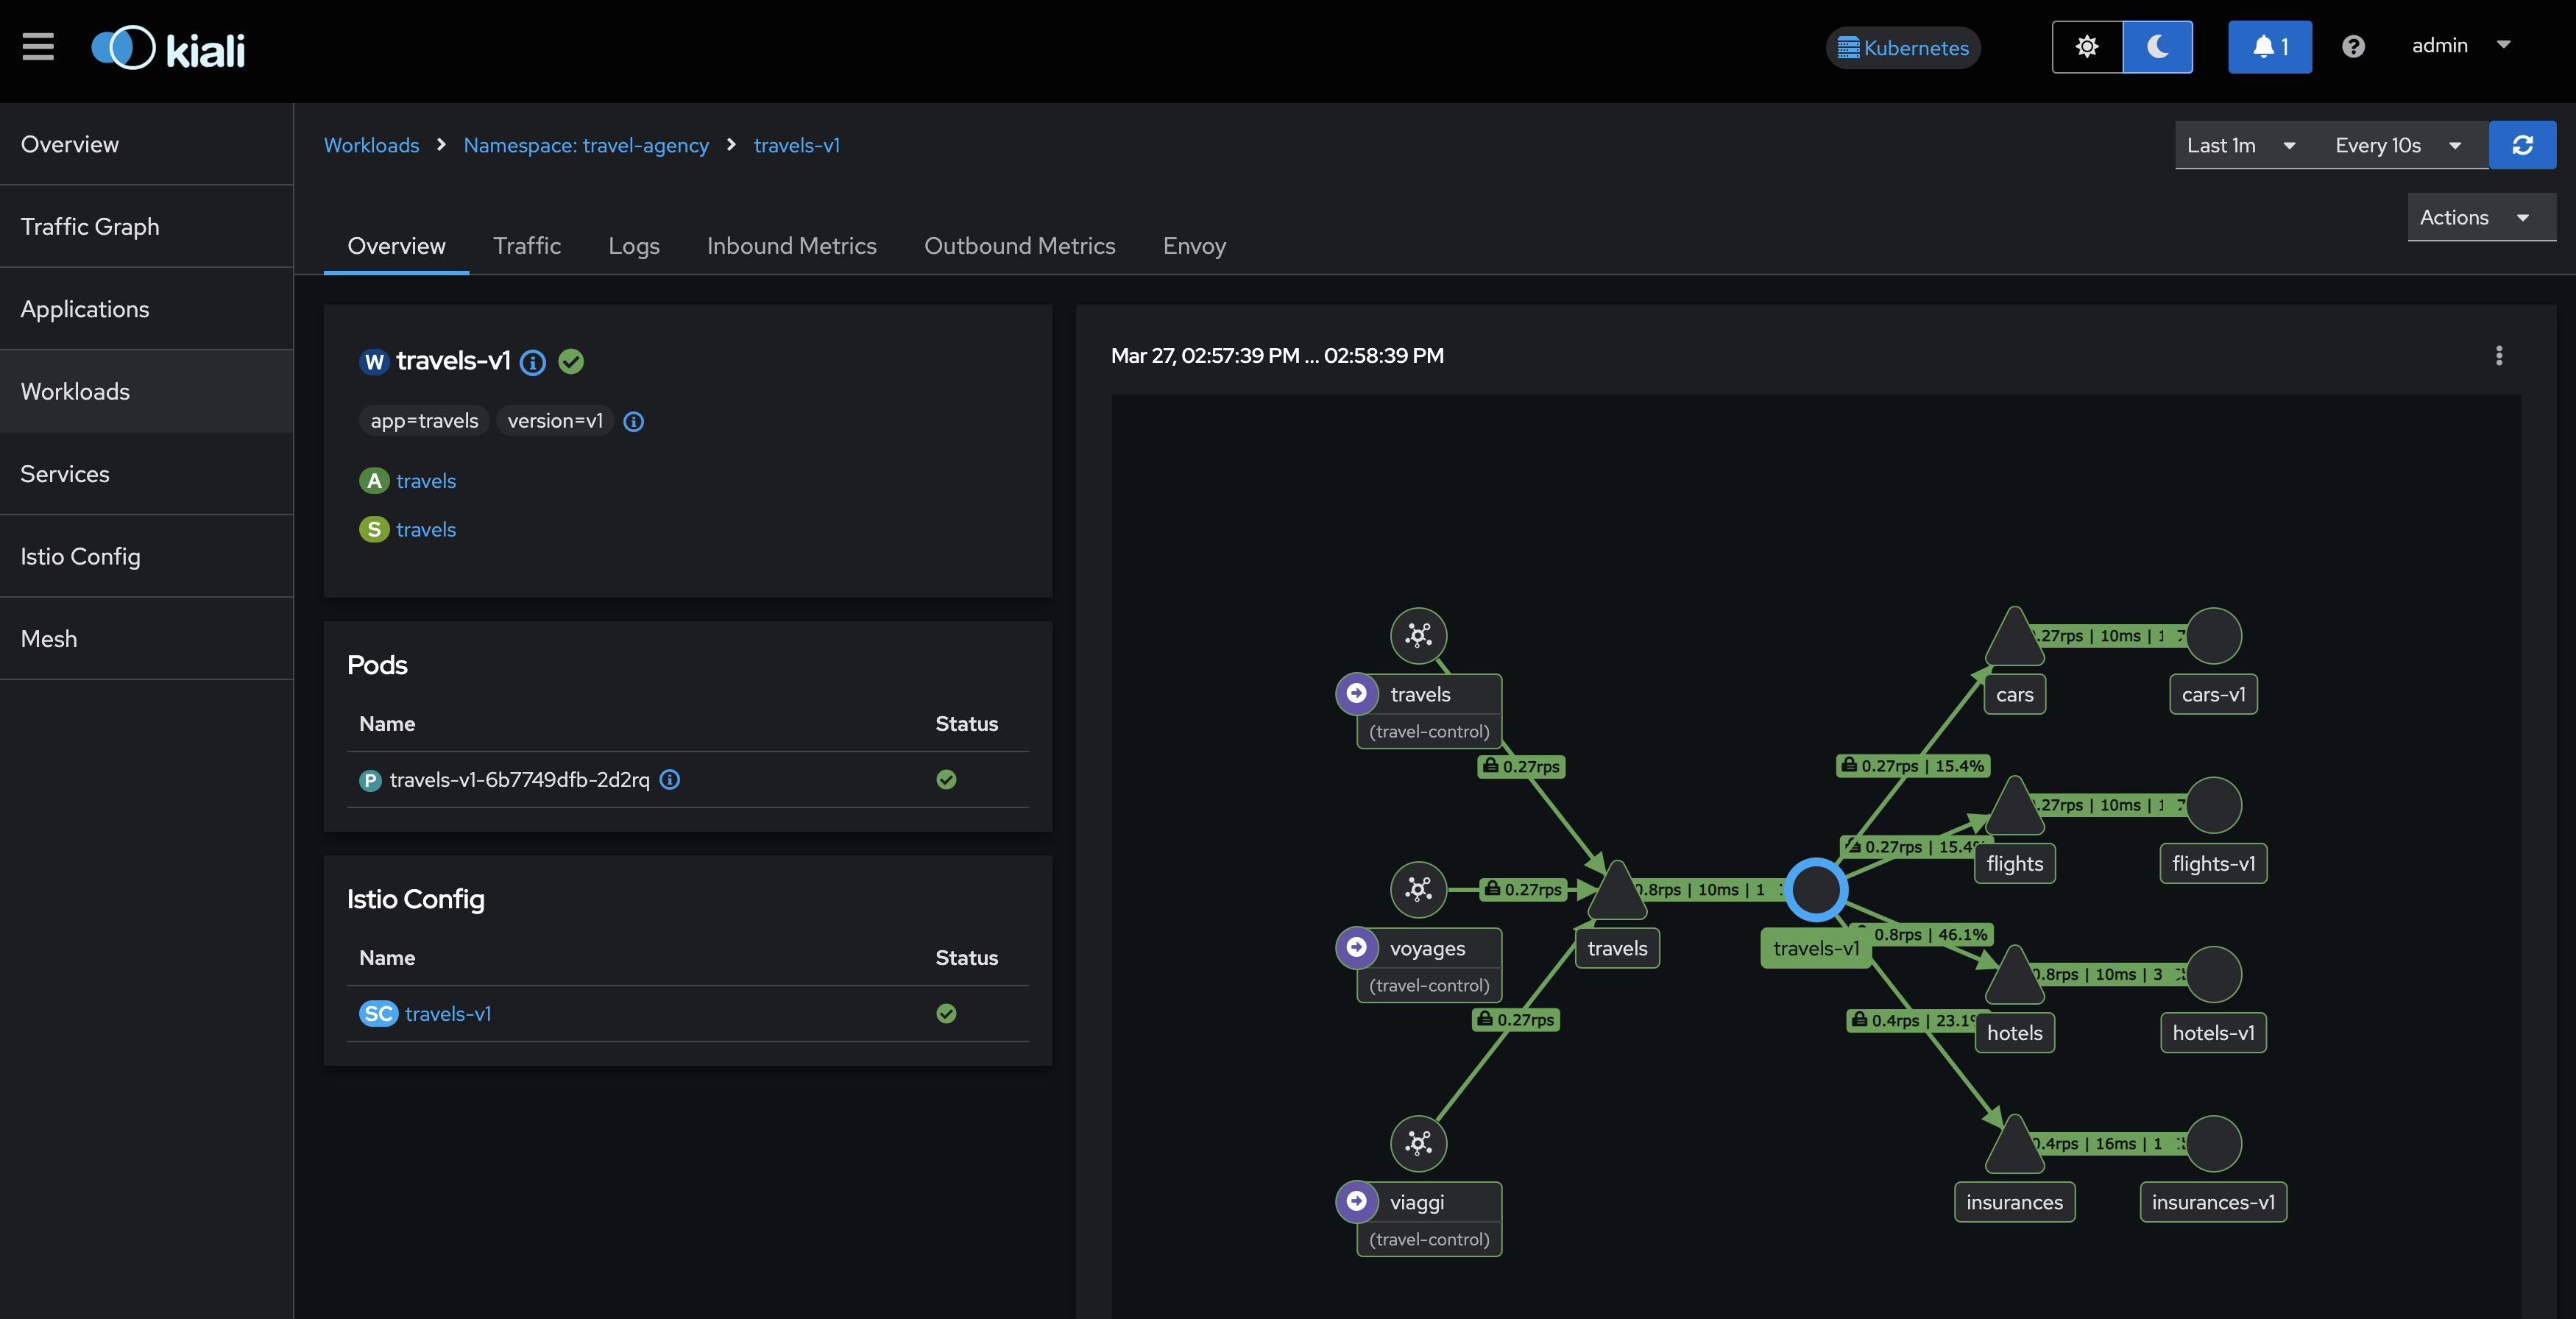 kiali
Kubernetes
1
admin
Overview
Traffic Graph
Applications
Workloads
Services
Istio Config
Mesh
Workloads > Namespace: travel-agency > travels-v1
Last 1m
Every 10s
Actions
Overview Traffic Logs Inbound Metrics Outbound Metrics Envoy
W travels-v1
app=travels version=v1
A travels
S travels
Pods
Name Status
P travels-v1-6b7749dfb-2d2rq
Istio Config
Name Status
SC travels-v1
Mar 27, 02:57:39 PM ... 02:58:39 PM
travels
(travel-control)
0.27rps
voyages
(travel-control)
0.27rps
viaggi
(travel-control)
0.27rps
travels
0.8rps | 10ms | 1
travels-v1
0.27rps | 15.4%
0.27rps | 15.4%
0.8rps | 46.1%
0.4rps | 23.1%
cars
.27rps | 10ms | 1
cars-v1
flights
.27rps | 10ms | 1
flights-v1
hotels
0.8rps | 10ms | 3
hotels-v1
insurances
0.4rps | 16ms | 1
insurances-v1